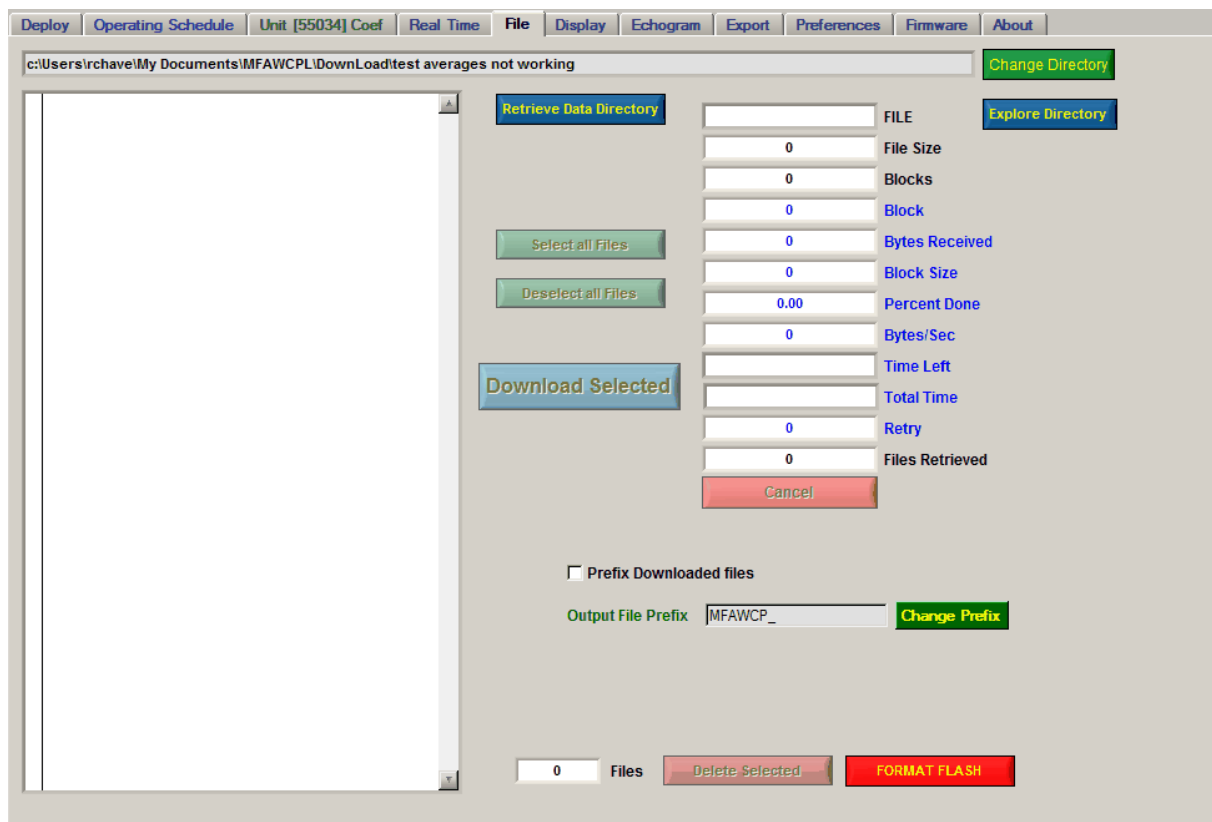 Deploy Operating Schedule Unit [55034] Coef Real Time File Display Echogram Export Preferences Firmware About
c:\Users\rchave\My Documents\MFAWCPL\DownLoad\test averages not working Change Directory
Retrieve Data Directory FILE Explore Directory
0 File Size
0 Blocks
0 Block
Select all Files 0 Bytes Received
0 Block Size
Deselect all Files 0.00 Percent Done
0 Bytes/Sec
Time Left
Download Selected
Total Time
0 Retry
0 Files Retrieved
Cancel
Prefix Downloaded files
Output File Prefix MFAWCP_ Change Prefix
0 Files Delete Selected FORMAT FLASH